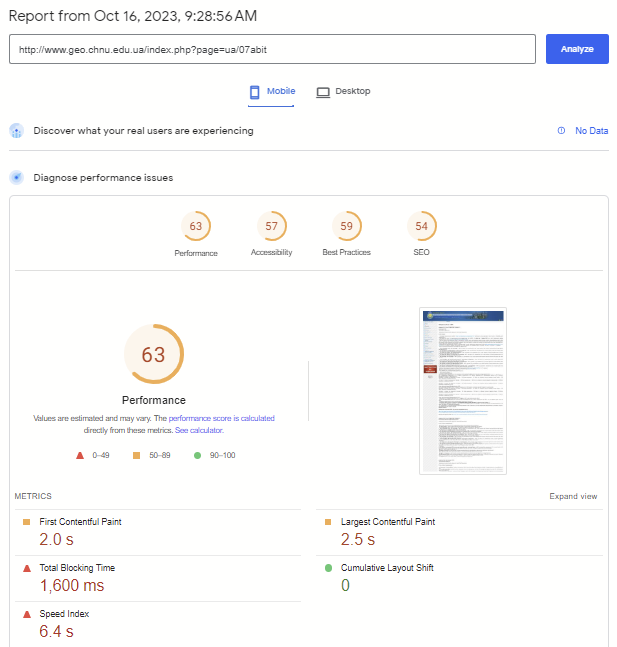 Report from Oct 16, 2023, 9:28:56 AM
http://www.geo.chnu.edu.ua/index.php?page=ua/07abit
Analyze
Mobile
Desktop
Discover what your real users are experiencing
No Data
Diagnose performance issues
63
57
59
54
Performance
Accessibility
Best Practices
SEO
63
Performance
Values are estimated and may vary. The performance score is calculated
directly from these metrics. See calculator.
0–49
50–89
90–100
METRICS
Expand view
First Contentful Paint
2.0 s
Largest Contentful Paint
2.5 s
Total Blocking Time
1,600 ms
Cumulative Layout Shift
0
Speed Index
6.4 s